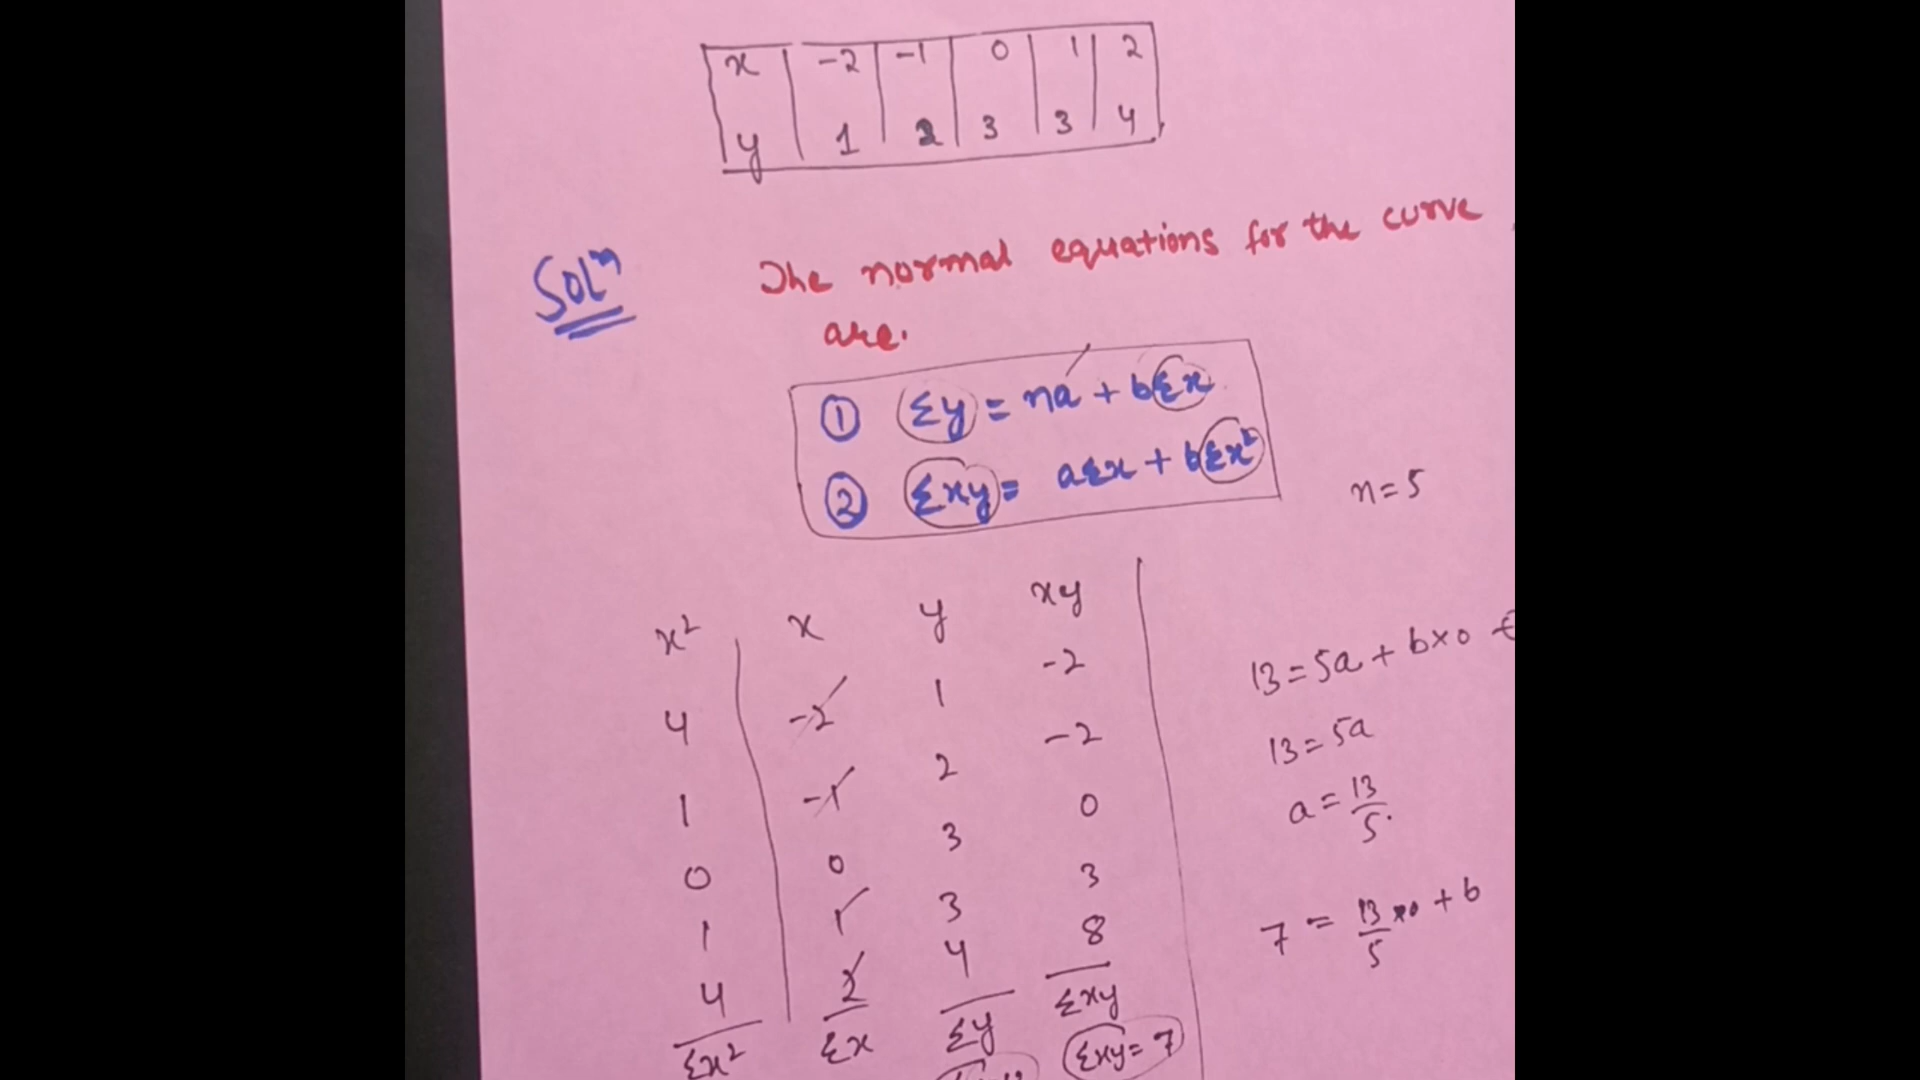 x -2 -1 0 1 2
y 1 2 3 3 4
Solⁿ
The normal equations for the curve
are.
① Σy = na + bΣx
② Σxy = aΣx + bΣx²
n=5
x² x y xy
4 -2 1 -2
1 -1 2 -2
0 0 3 0
1 1 3 3
4 2 4 8
Σx² Σx Σy Σxy
Σxy=7
13=5a+b×0
13=5a
a=13/5.
7 = 13/5 ×0 + b